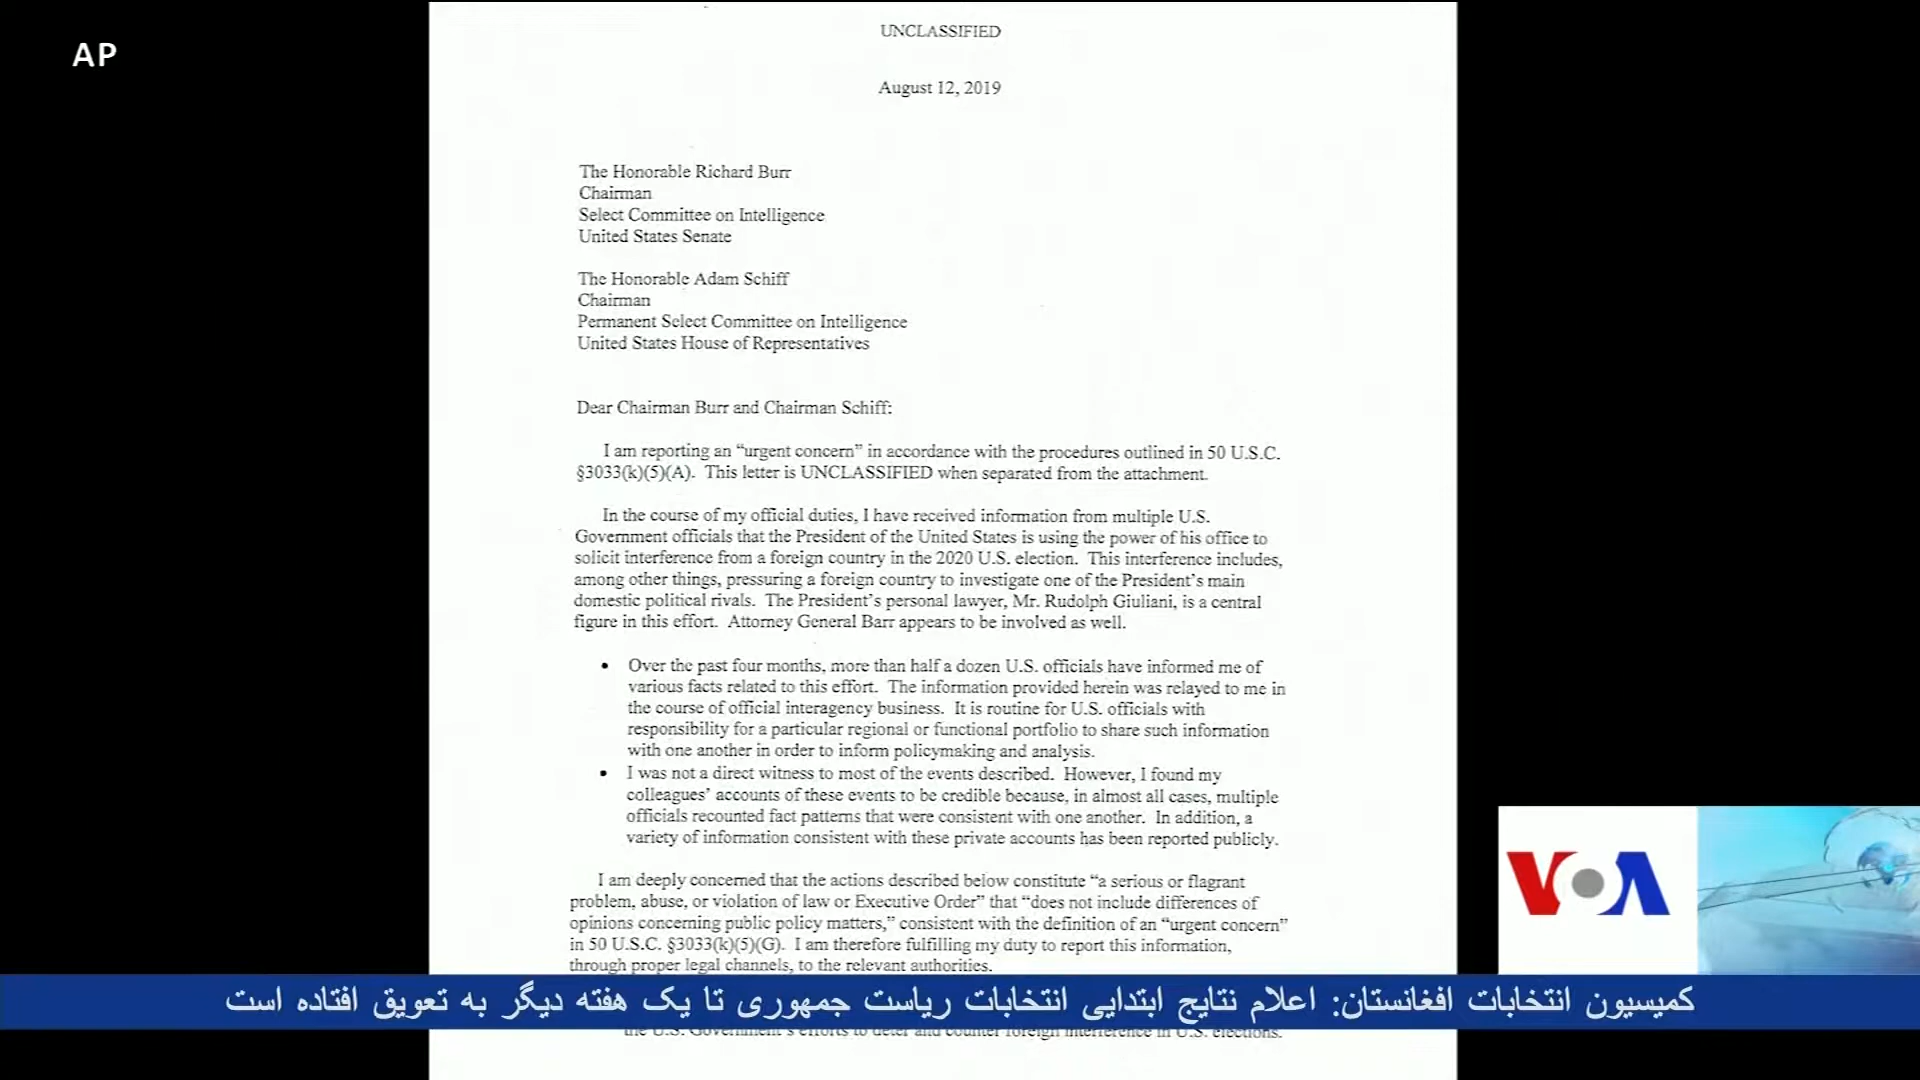 AP
UNCLASSIFIED
August 12, 2019
The Honorable Richard Burr
Chairman
Select Committee on Intelligence
United States Senate
The Honorable Adam Schiff
Chairman
Permanent Select Committee on Intelligence
United States House of Representatives
Dear Chairman Burr and Chairman Schiff:
I am reporting an “urgent concern” in accordance with the procedures outlined in 50 U.S.C.
§3033(k)(5)(A). This letter is UNCLASSIFIED when separated from the attachment.
In the course of my official duties, I have received information from multiple U.S.
Government officials that the President of the United States is using the power of his office to
solicit interference from a foreign country in the 2020 U.S. election. This interference includes,
among other things, pressuring a foreign country to investigate one of the President’s main
domestic political rivals. The President’s personal lawyer, Mr. Rudolph Giuliani, is a central
figure in this effort. Attorney General Barr appears to be involved as well.
• Over the past four months, more than half a dozen U.S. officials have informed me of
various facts related to this effort. The information provided herein was relayed to me in
the course of official interagency business. It is routine for U.S. officials with
responsibility for a particular regional or functional portfolio to share such information
with one another in order to inform policymaking and analysis.
• I was not a direct witness to most of the events described. However, I found my
colleagues’ accounts of these events to be credible because, in almost all cases, multiple
officials recounted fact patterns that were consistent with one another. In addition, a
variety of information consistent with these private accounts has been reported publicly.
I am deeply concerned that the actions described below constitute “a serious or flagrant
problem, abuse, or violation of law or Executive Order” that “does not include differences of
opinions concerning public policy matters,” consistent with the definition of an “urgent concern”
in 50 U.S.C. §3033(k)(5)(G). I am therefore fulfilling my duty to report this information,
through proper legal channels, to the relevant authorities.
VOA
کمیسیون انتخابات افغانستان: اعلام نتایج ابتدایی انتخابات ریاست جمهوری تا یک هفته دیگر به تعویق افتاده است
the U.S. Government’s efforts to deter and counter foreign interference in U.S. elections.